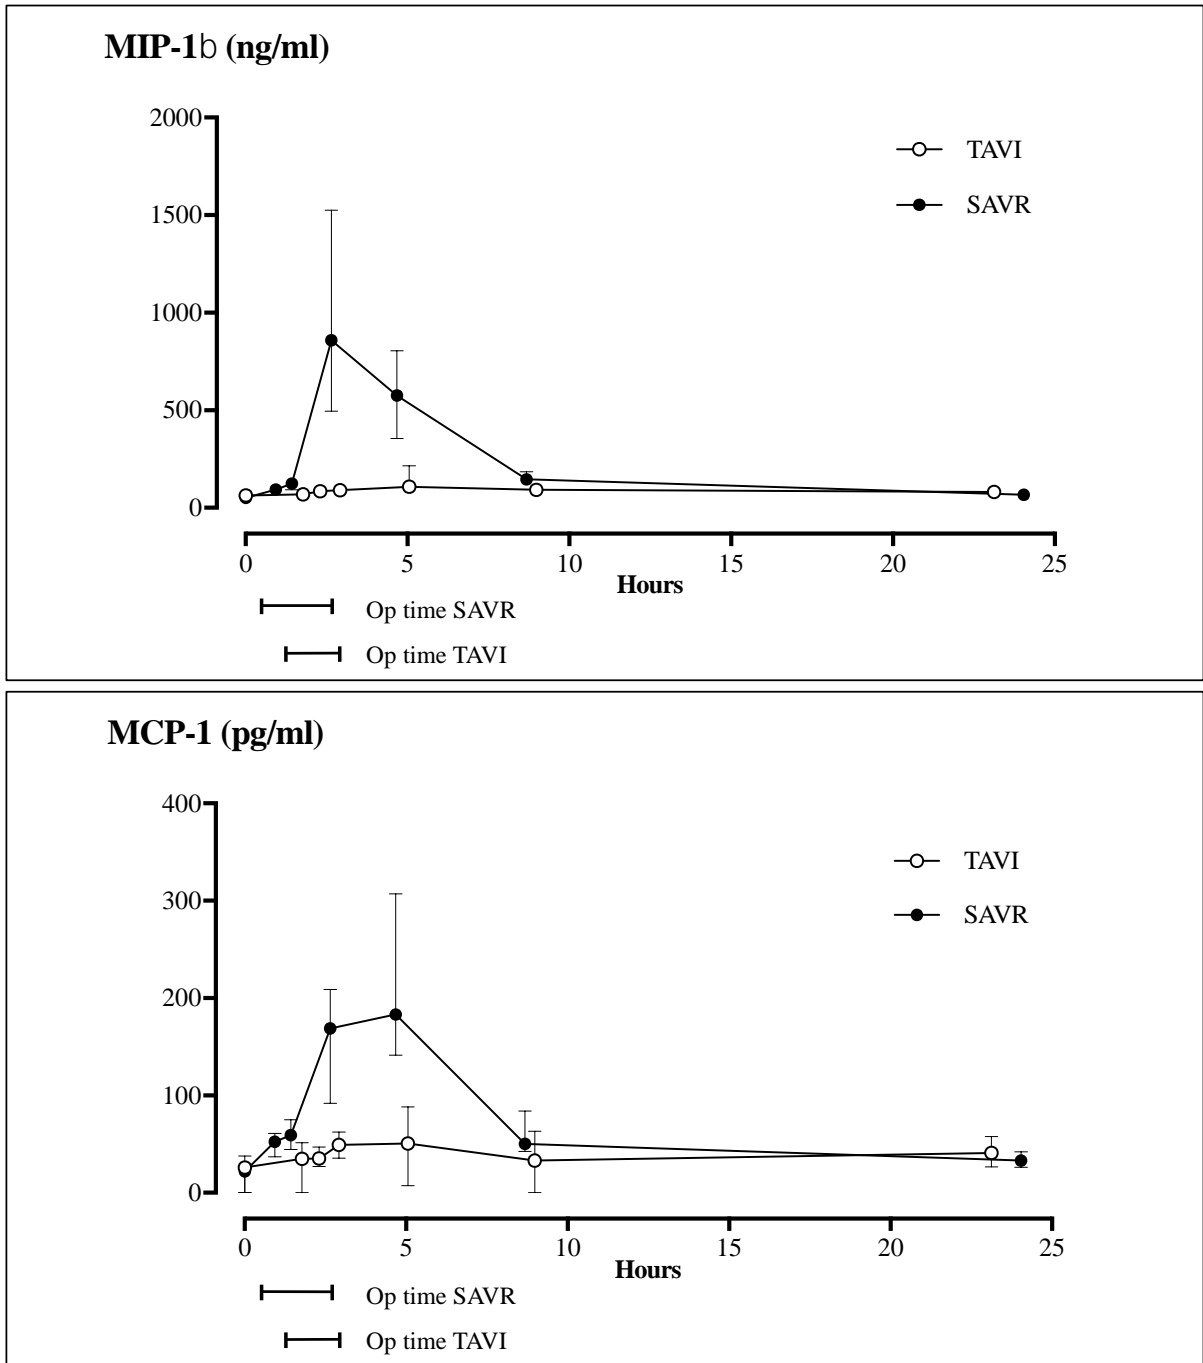 MIP-1b (ng/ml)
2000
1500
1000
500
0
TAVI
SAVR
0 5 10 15 20 25
Hours
Op time SAVR
Op time TAVI
MCP-1 (pg/ml)
400
300
200
100
0
TAVI
SAVR
0 5 10 15 20 25
Hours
Op time SAVR
Op time TAVI